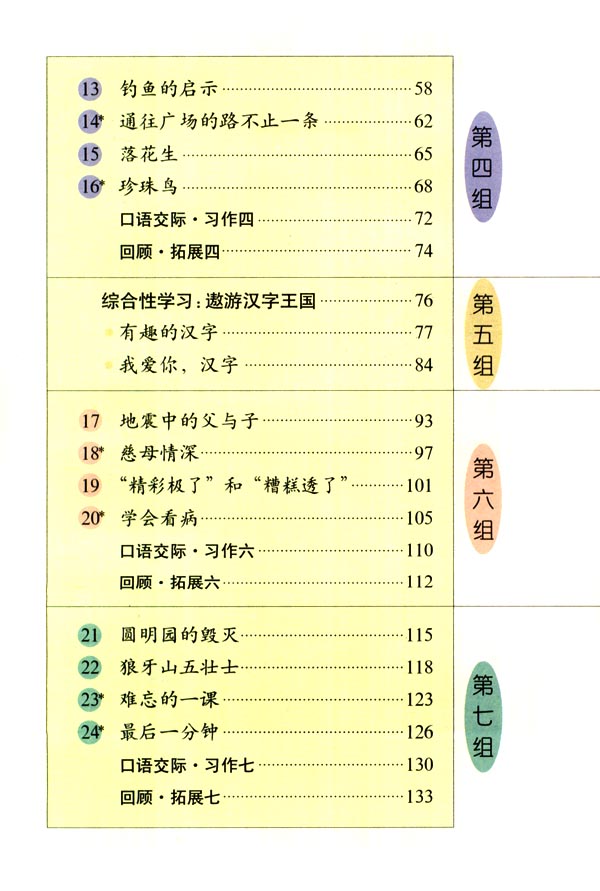 13 钓鱼的启示 58
14* 通往广场的路不止一条 62
15 落花生 65
16* 珍珠鸟 68
口语交际·习作四 72
回顾·拓展四 74
第四组
综合性学习：遨游汉字王国 76
有趣的汉字 77
我爱你，汉字 84
第五组
17 地震中的父与子 93
18* 慈母情深 97
19 “精彩极了”和“糟糕透了” 101
20* 学会看病 105
口语交际·习作六 110
回顾·拓展六 112
第六组
21 圆明园的毁灭 115
22 狼牙山五壮士 118
23* 难忘的一课 123
24* 最后一分钟 126
口语交际·习作七 130
回顾·拓展七 133
第七组